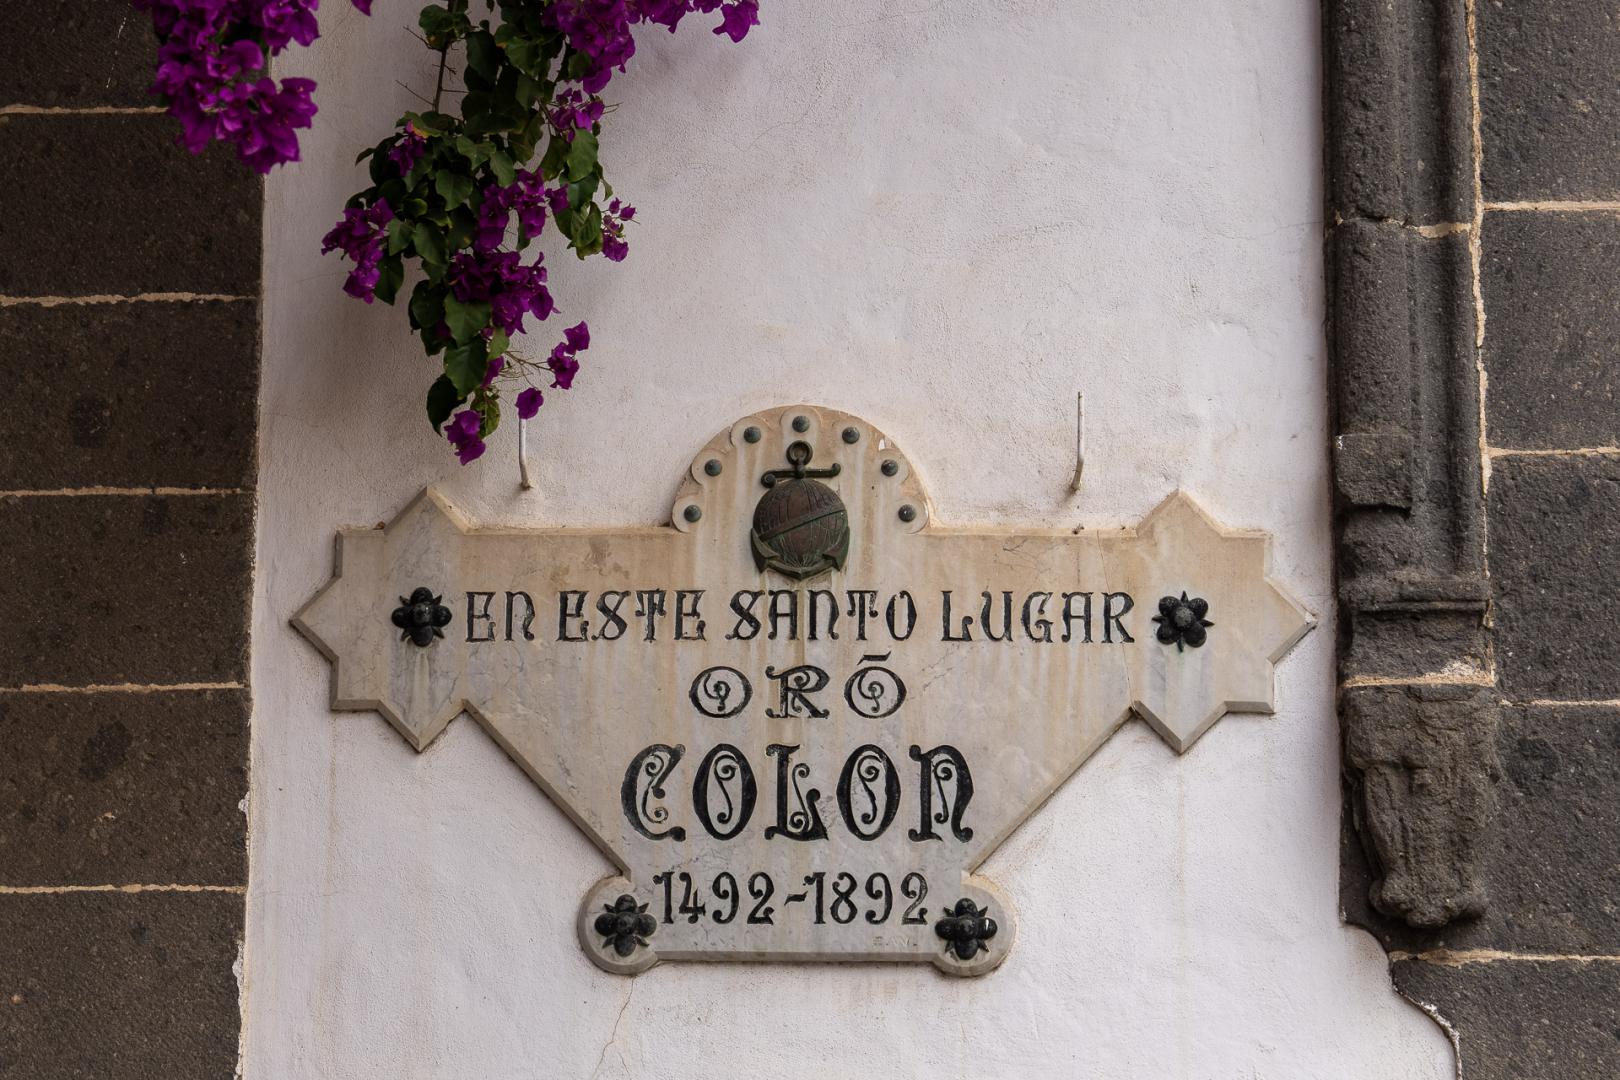 EN ESTE SANTO LUGAR
ORŌ
COLON
1492-1892